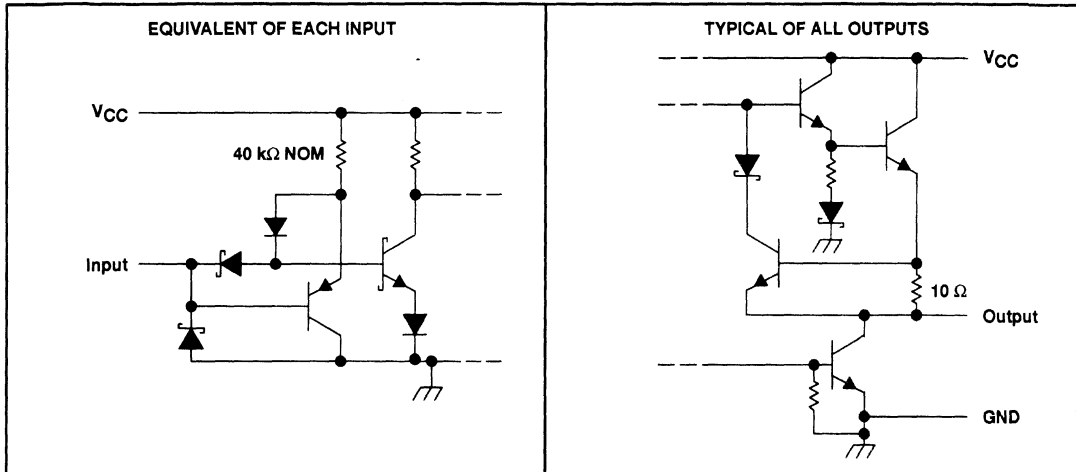 EQUIVALENT OF EACH INPUT
VCC
40 kΩ NOM
Input
TYPICAL OF ALL OUTPUTS
VCC
10 Ω
Output
GND